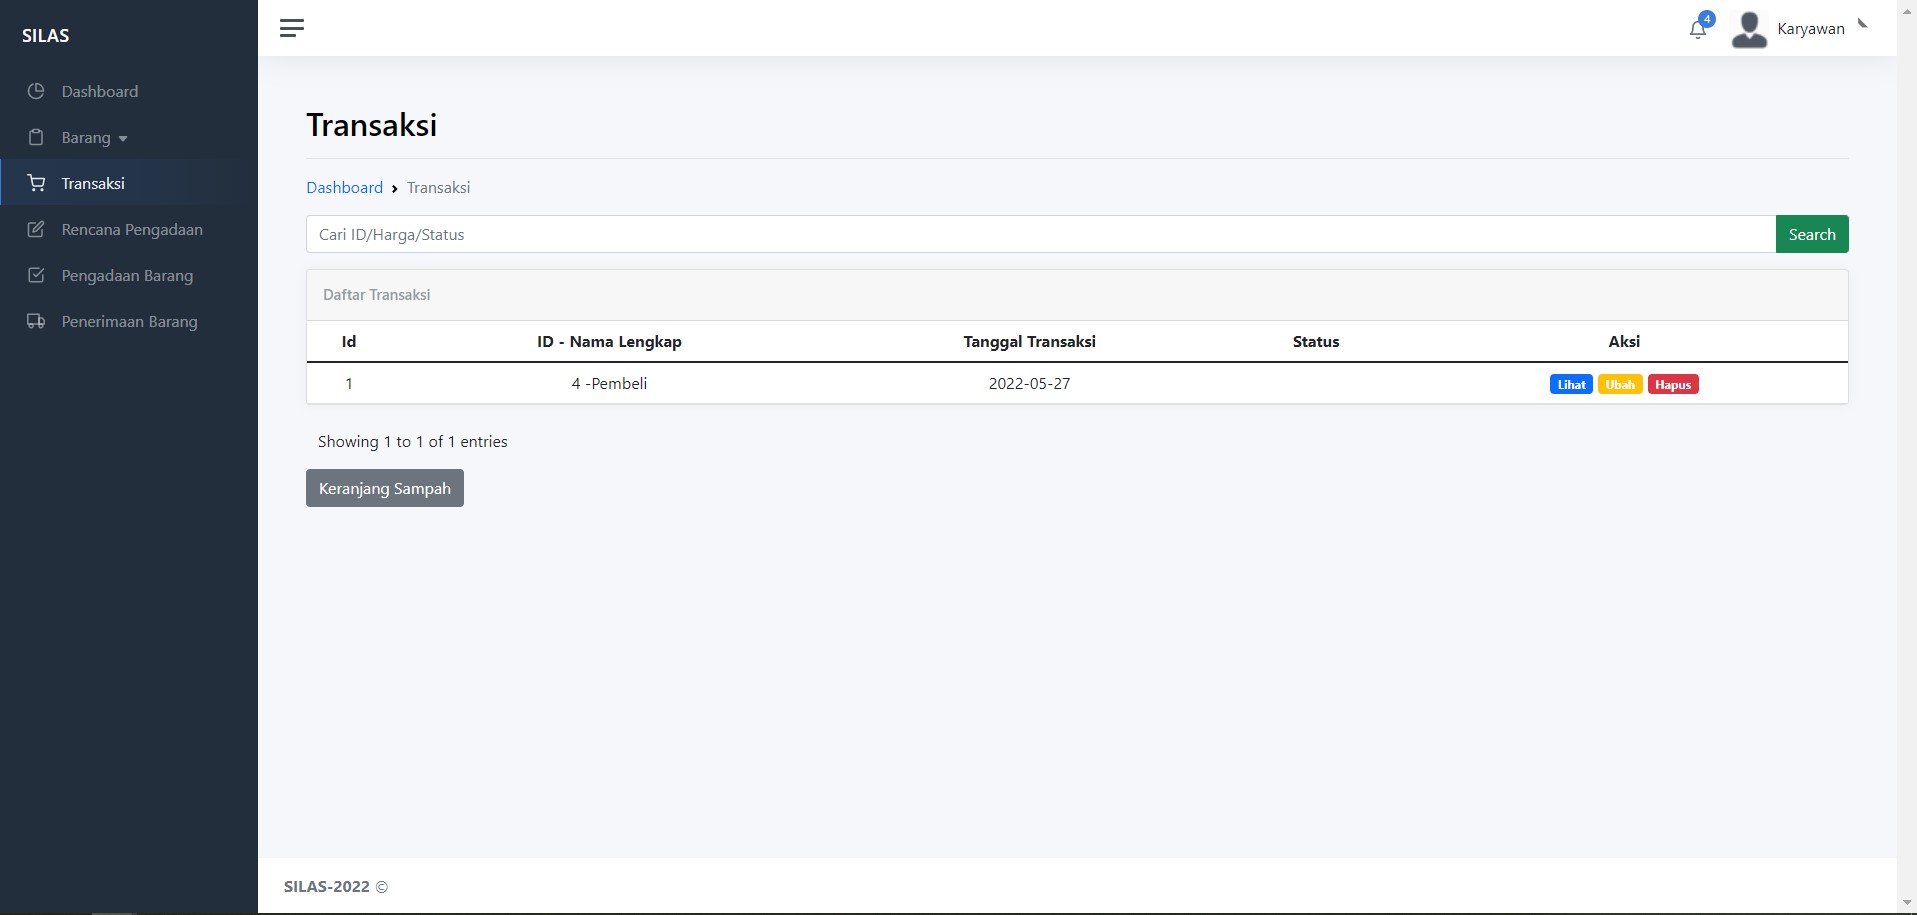 SILAS
Dashboard
Barang
Transaksi
Rencana Pengadaan
Pengadaan Barang
Penerimaan Barang
4
Karyawan
Transaksi
Dashboard > Transaksi
Cari ID/Harga/Status
Search
Daftar Transaksi
Id ID - Nama Lengkap Tanggal Transaksi Status Aksi
1 4 -Pembeli 2022-05-27 Lihat Ubah Hapus
Showing 1 to 1 of 1 entries
Keranjang Sampah
SILAS-2022 ©